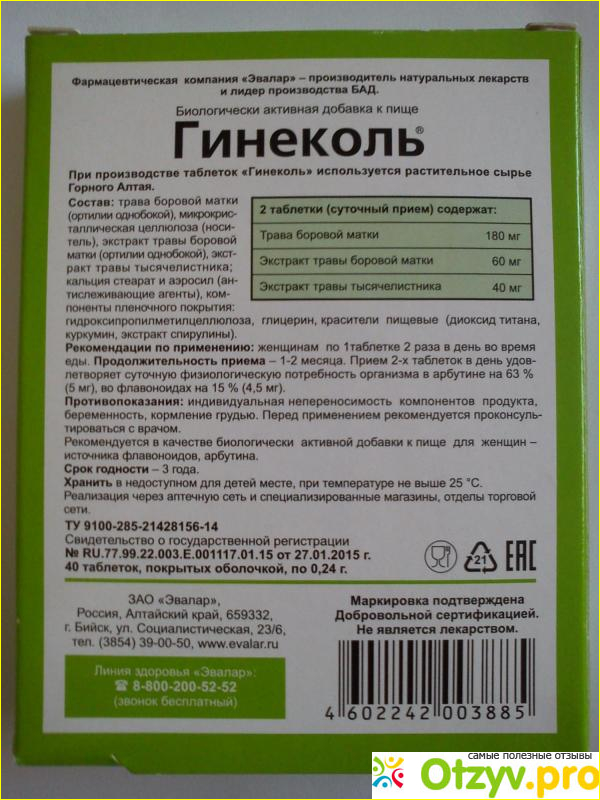 Фармацевтическая компания «Эвалар» – производитель натуральных лекарств
и лидер производства БАД.
Биологически активная добавка к пище
Гинеколь®
При производстве таблеток «Гинеколь» используется растительное сырье
Горного Алтая.
Состав: трава боровой матки
(ортилии однобокой), микрокрис-
таллическая целлюлоза (носи-
тель), экстракт травы боровой
матки (ортилии однобокой), экст-
ракт травы тысячелистника;
кальция стеарат и аэросил (ан-
тислеживающие агенты), ком-
поненты пленочного покрытия:
гидроксипропилметилцеллюлоза, глицерин, красители пищевые (диоксид титана,
куркумин, экстракт спирулины).
2 таблетки (суточный прием) содержат:
Трава боровой матки 180 мг
Экстракт травы боровой матки 60 мг
Экстракт травы тысячелистника 40 мг
Рекомендации по применению: женщинам по 1таблетке 2 раза в день во время
еды. Продолжительность приема – 1-2 месяца. Прием 2-х таблеток в день удов-
летворяет суточную физиологическую потребность организма в арбутине на 63 %
(5 мг), во флавоноидах на 15 % (4,5 мг).
Противопоказания: индивидуальная непереносимость компонентов продукта,
беременность, кормление грудью. Перед применением рекомендуется проконсуль-
тироваться с врачом.
Рекомендуется в качестве биологически активной добавки к пище для женщин –
источника флавоноидов, арбутина.
Срок годности – 3 года.
Хранить в недоступном для детей месте, при температуре не выше 25 °С.
Реализация через аптечную сеть и специализированные магазины, отделы торговой
сети.
ТУ 9100-285-21428156-14
Свидетельство о государственной регистрации
№ RU.77.99.22.003.Е.001117.01.15 от 27.01.2015 г.
40 таблеток, покрытых оболочкой, по 0,24 г.
21
EAC
ЗАО «Эвалар»,
Россия, Алтайский край, 659332,
г. Бийск, ул. Социалистическая, 23/6,
тел. (3854) 39-00-50, www.evalar.ru
Линия здоровья «Эвалар»:
☎ 8-800-200-52-52
(звонок бесплатный)
Маркировка подтверждена
Добровольной сертификацией.
Не является лекарством.
4 602242 003885
самые полезные отзывы
Otzyv.pro